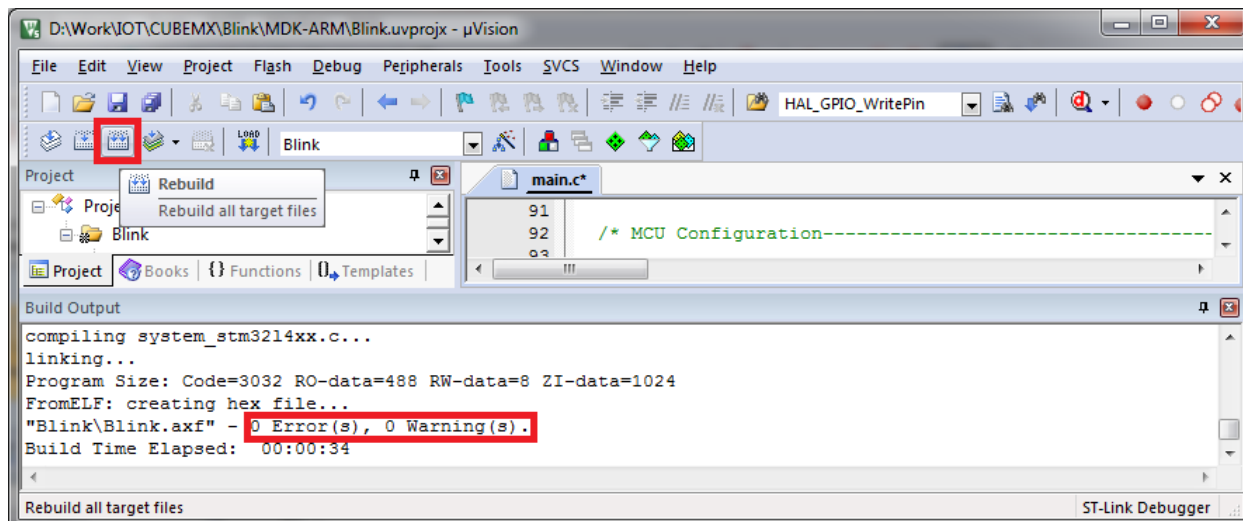 D:\Work\IOT\CUBEMX\Blink\MDK-ARM\Blink.uvprojx - µVision
File Edit View Project Flash Debug Peripherals Tools SVCS Window Help
HAL_GPIO_WritePin
LOAD Blink
Project
main.c*
Rebuild
Rebuild all target files
Proje
Blink
91
92 /* MCU Configuration-----------------------------------
93
Project Books {} Functions 0 Templates
Build Output
compiling system_stm32l4xx.c...
linking...
Program Size: Code=3032 RO-data=488 RW-data=8 ZI-data=1024
FromELF: creating hex file...
"Blink\Blink.axf" - 0 Error(s), 0 Warning(s).
Build Time Elapsed:  00:00:34
Rebuild all target files ST-Link Debugger